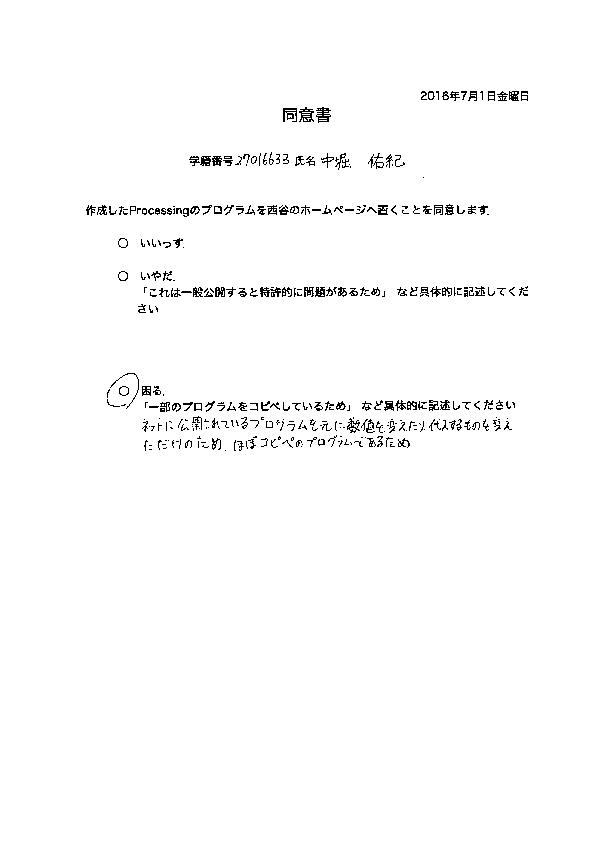 2016年7月1日金曜日
同意書
学籍番号 27016633 氏名 中堀 佑紀
作成したProcessingのプログラムを西谷のホームページへ置くことを同意します.
○ いいっす.
○ いやだ.
「これは一般公開すると特許的に問題があるため」 など具体的に記述してくだ
さい
○ 困る.
「一部のプログラムをコピペしているため」 など具体的に記述してください
ネットに公開されているプログラムを元に数値を変えたり代入するものを変え
ただけのため、ほぼコピペのプログラムであるため